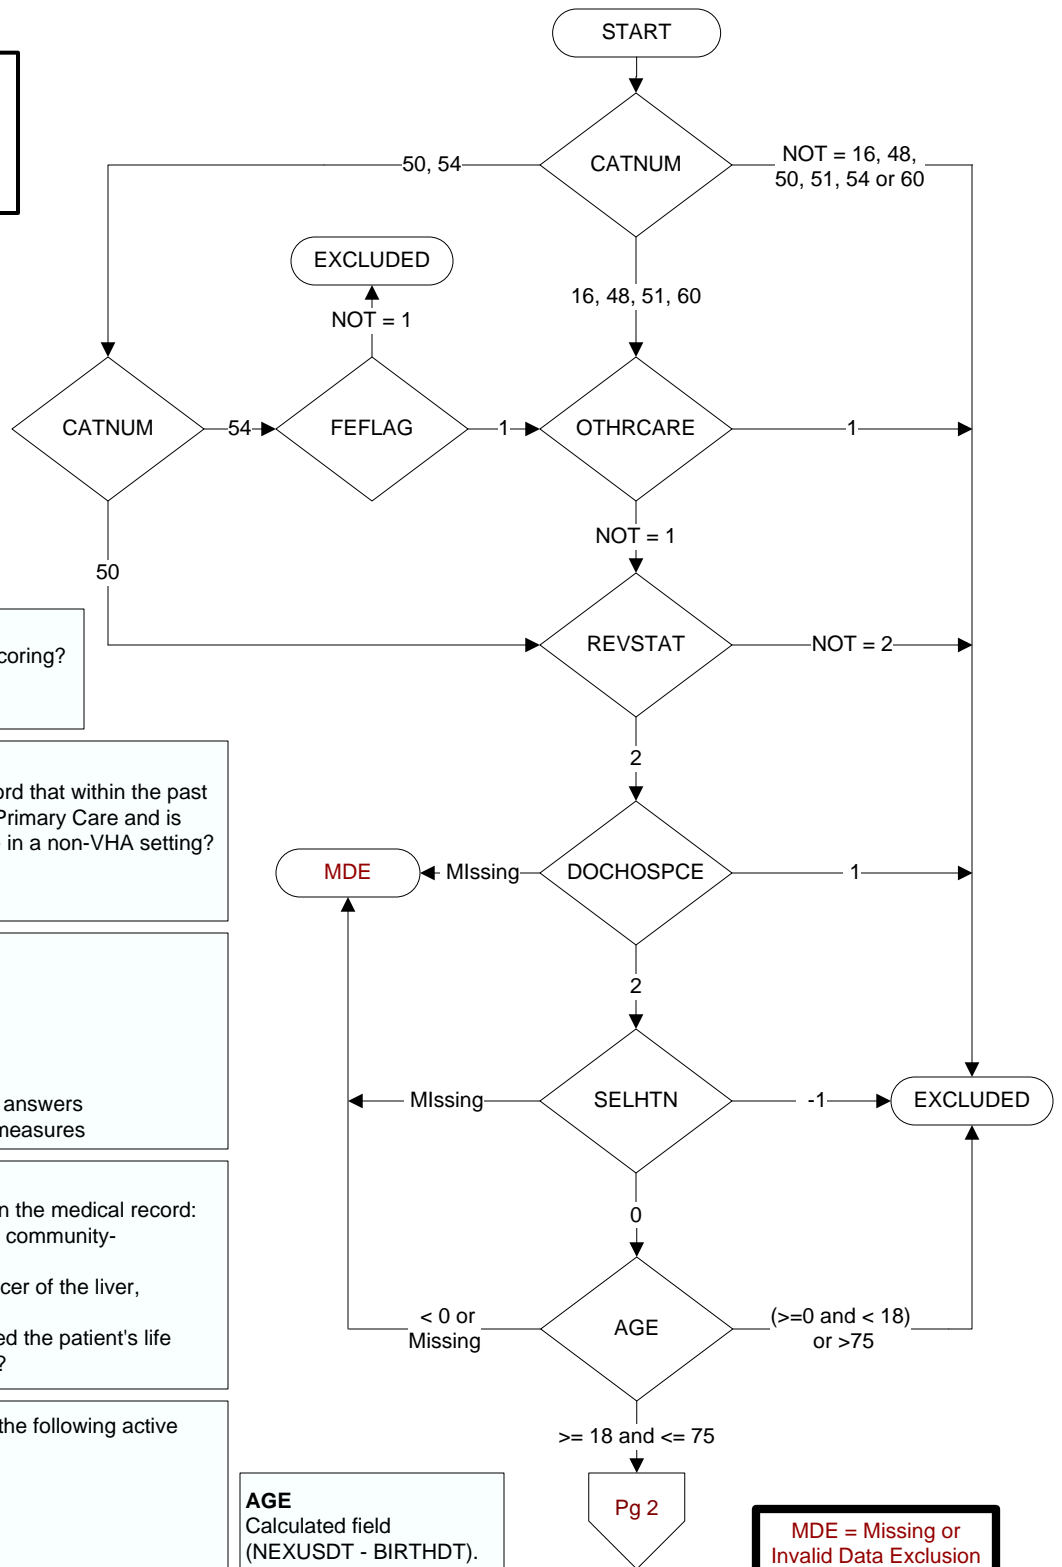 START
CATNUM
50, 54
NOT = 16, 48,
50, 51, 54 or 60
EXCLUDED
16, 48, 51, 60
NOT = 1
CATNUM
54
FEFLAG
1
OTHRCARE
1
NOT = 1
50
REVSTAT
NOT = 2
coring?
2
ord that within the past
Primary Care and is
e in a non-VHA setting?
MDE
MIssing
DOCHOSPCE
1
2
answers
measures
MIssing
SELHTN
-1
EXCLUDED
n the medical record:
community-
cer of the liver,
ed the patient's life
?
0
< 0 or
Missing
AGE
(>=0 and < 18)
or >75
the following active
>= 18 and <= 75
AGE
Calculated field
(NEXUSDT - BIRTHDT).
Pg 2
MDE = Missing or
Invalid Data Exclusion